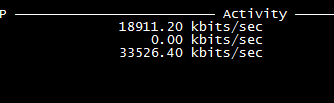 P Activity
18911.20 kbits/sec
0.00 kbits/sec
33526.40 kbits/sec